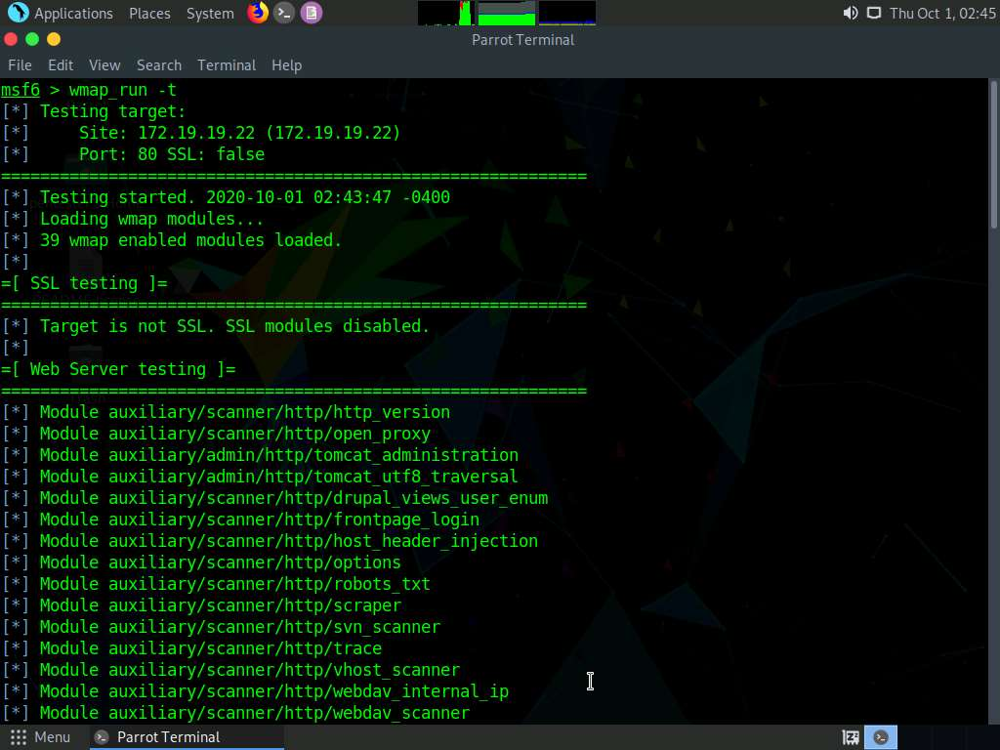 Applications Places System Thu Oct 1, 02:45
Parrot Terminal
File Edit View Search Terminal Help
msf6 > wmap_run -t
[*] Testing target:
[*]     Site: 172.19.19.22 (172.19.19.22)
[*]     Port: 80 SSL: false
============================================================
[*] Testing started. 2020-10-01 02:43:47 -0400
[*] Loading wmap modules...
[*] 39 wmap enabled modules loaded.
[*]
=[ SSL testing ]=
============================================================
[*] Target is not SSL. SSL modules disabled.
[*]
=[ Web Server testing ]=
============================================================
[*] Module auxiliary/scanner/http/http_version
[*] Module auxiliary/scanner/http/open_proxy
[*] Module auxiliary/admin/http/tomcat_administration
[*] Module auxiliary/admin/http/tomcat_utf8_traversal
[*] Module auxiliary/scanner/http/drupal_views_user_enum
[*] Module auxiliary/scanner/http/frontpage_login
[*] Module auxiliary/scanner/http/host_header_injection
[*] Module auxiliary/scanner/http/options
[*] Module auxiliary/scanner/http/robots_txt
[*] Module auxiliary/scanner/http/scraper
[*] Module auxiliary/scanner/http/svn_scanner
[*] Module auxiliary/scanner/http/trace
[*] Module auxiliary/scanner/http/vhost_scanner
[*] Module auxiliary/scanner/http/webdav_internal_ip
[*] Module auxiliary/scanner/http/webdav_scanner
Menu Parrot Terminal